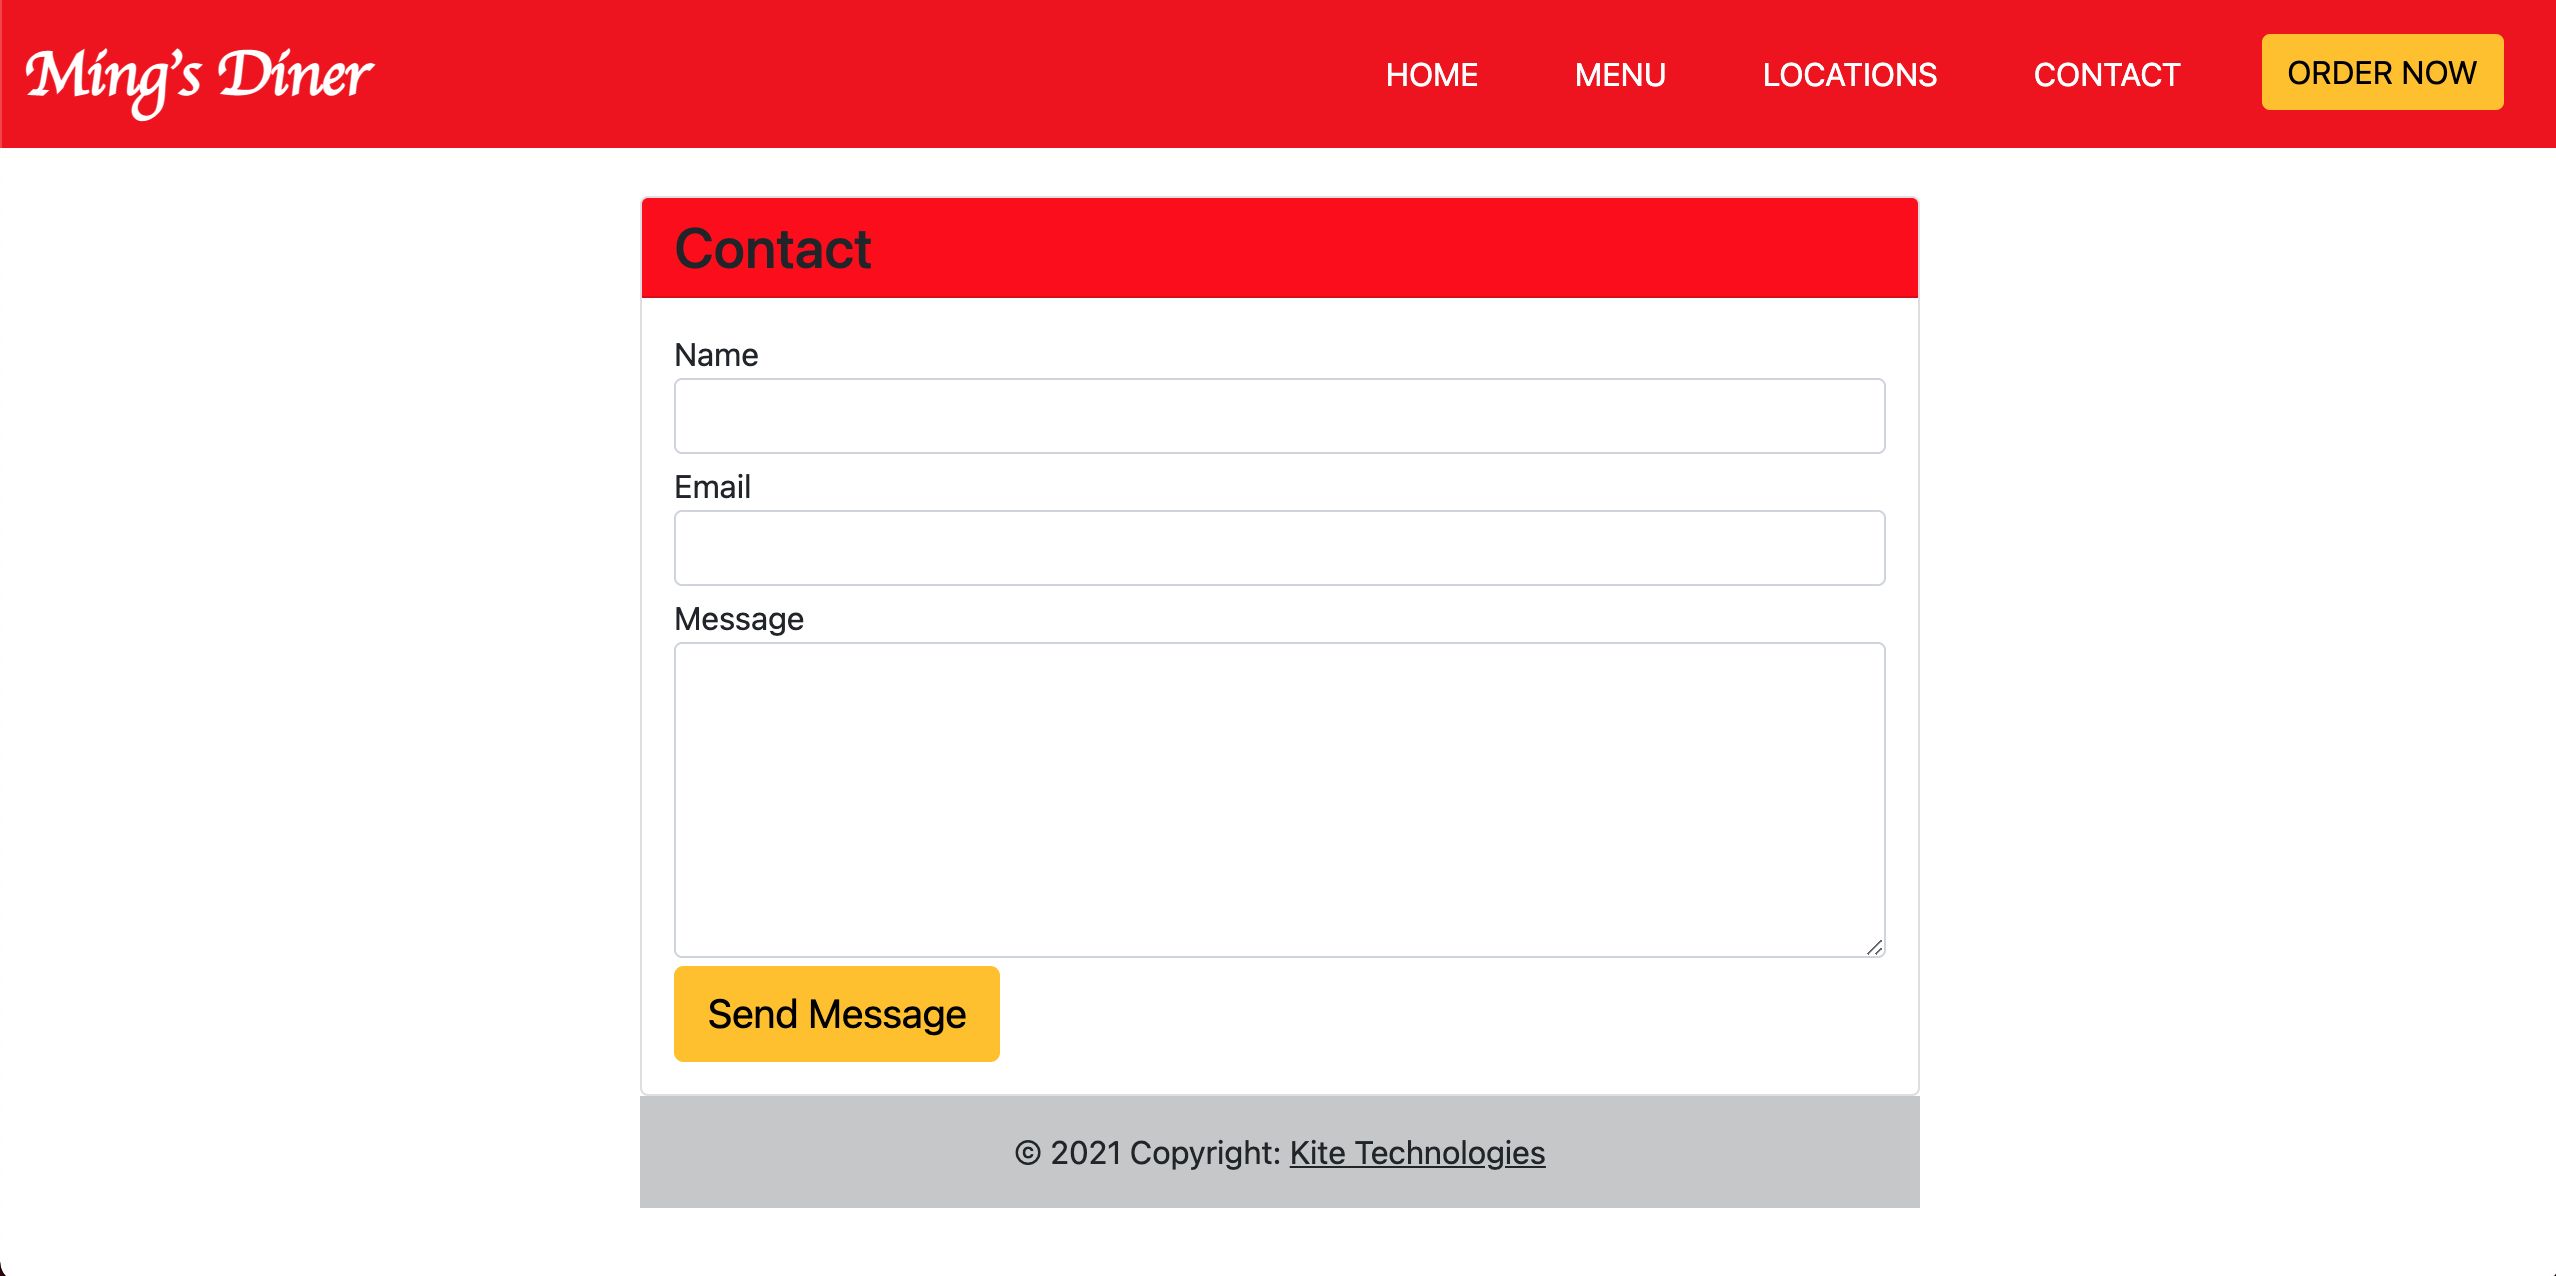 Ming's Diner
HOME MENU LOCATIONS CONTACT ORDER NOW
Contact
Name
Email
Message
Send Message
© 2021 Copyright: Kite Technologies